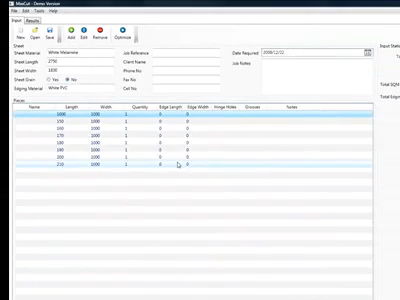 MaxCut - Demo Version
File Edit Tools Help
Input Results
New Open Save Add Edit Remove Optimize
Sheet
Sheet Material White Melamine Job Reference Date Required 2008/12/22
Sheet Length 2750 Client Name Job Notes
Sheet Width 1830 Phone No
Sheet Grain Yes No Fax No
Edging Material White PVC Cell No
Input Stati
Total SQM
Total Edgin
Pieces
Name Length Width Quantity Edge Length Edge Width Hinge Holes Grooves Notes
1000 1000 1 0 0
150 1000 1 0 0
160 1000 1 0 0
170 1000 1 0 0
180 1000 1 0 0
190 1000 1 0 0
200 1000 1 0 0
210 1000 1 0 0